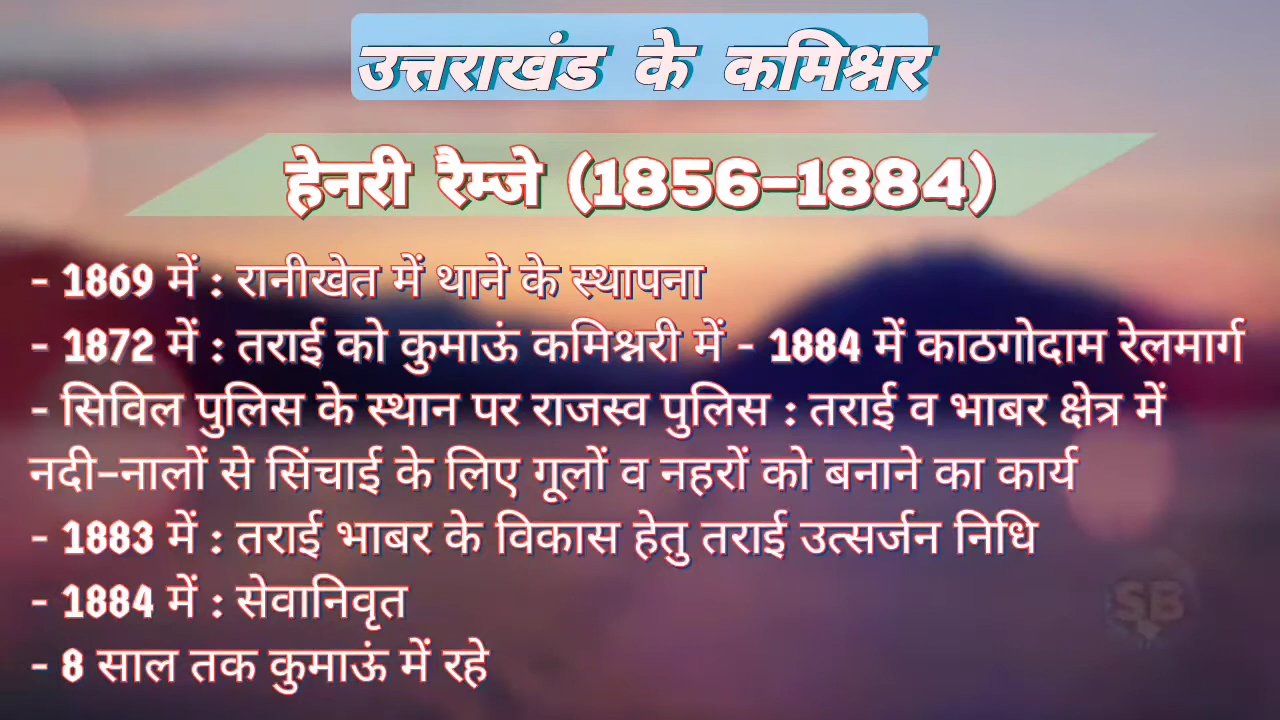 उत्तराखंड के कमिश्नर
हेनरी रैम्जे (1856–1884)
- 1869 में : रानीखेत में थाने के स्थापना
- 1872 में : तराई को कुमाऊं कमिश्नरी में - 1884 में काठगोदाम रेलमार्ग
- सिविल पुलिस के स्थान पर राजस्व पुलिस : तराई व भाबर क्षेत्र में
नदी-नालों से सिंचाई के लिए गूलों व नहरों को बनाने का कार्य
- 1883 में : तराई भाबर के विकास हेतु तराई उत्सर्जन निधि
- 1884 में : सेवानिवृत
- 8 साल तक कुमाऊं में रहे
SB